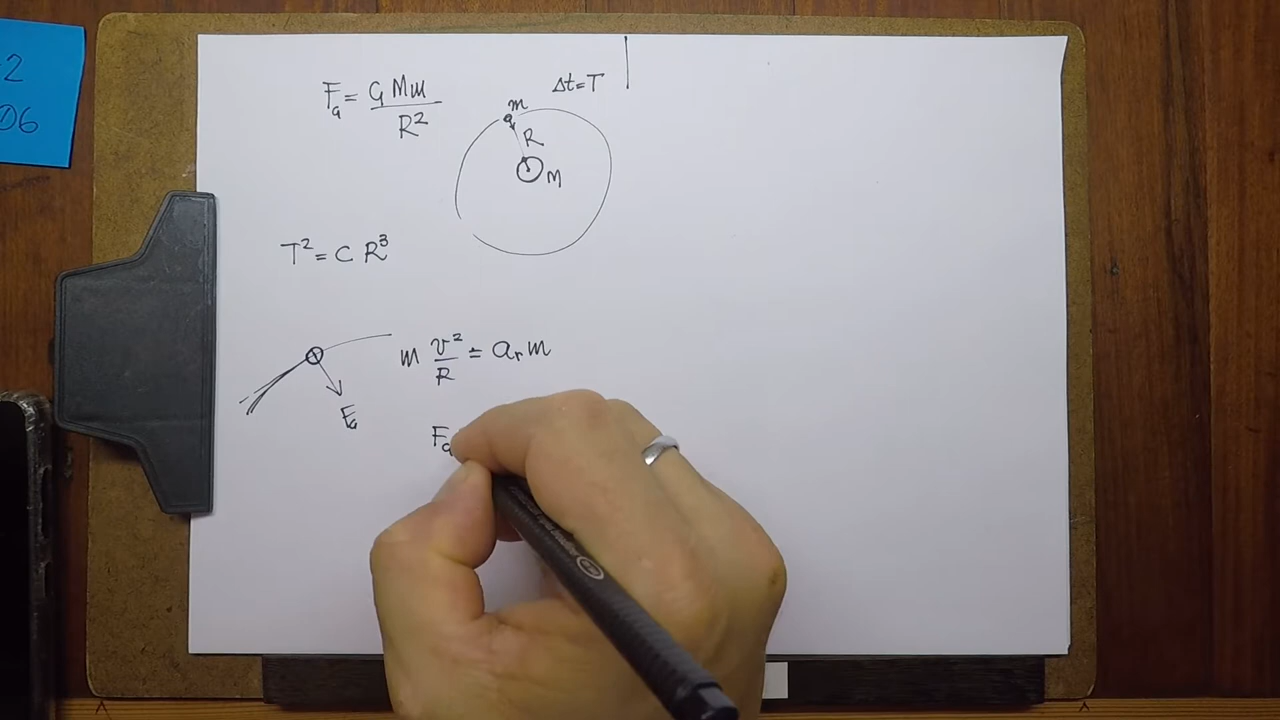 -2
06
F_G = G Mm / R²
m
Δt=T
R
M
T² = C R³
m v²/R = a_r m
F_G
F_G